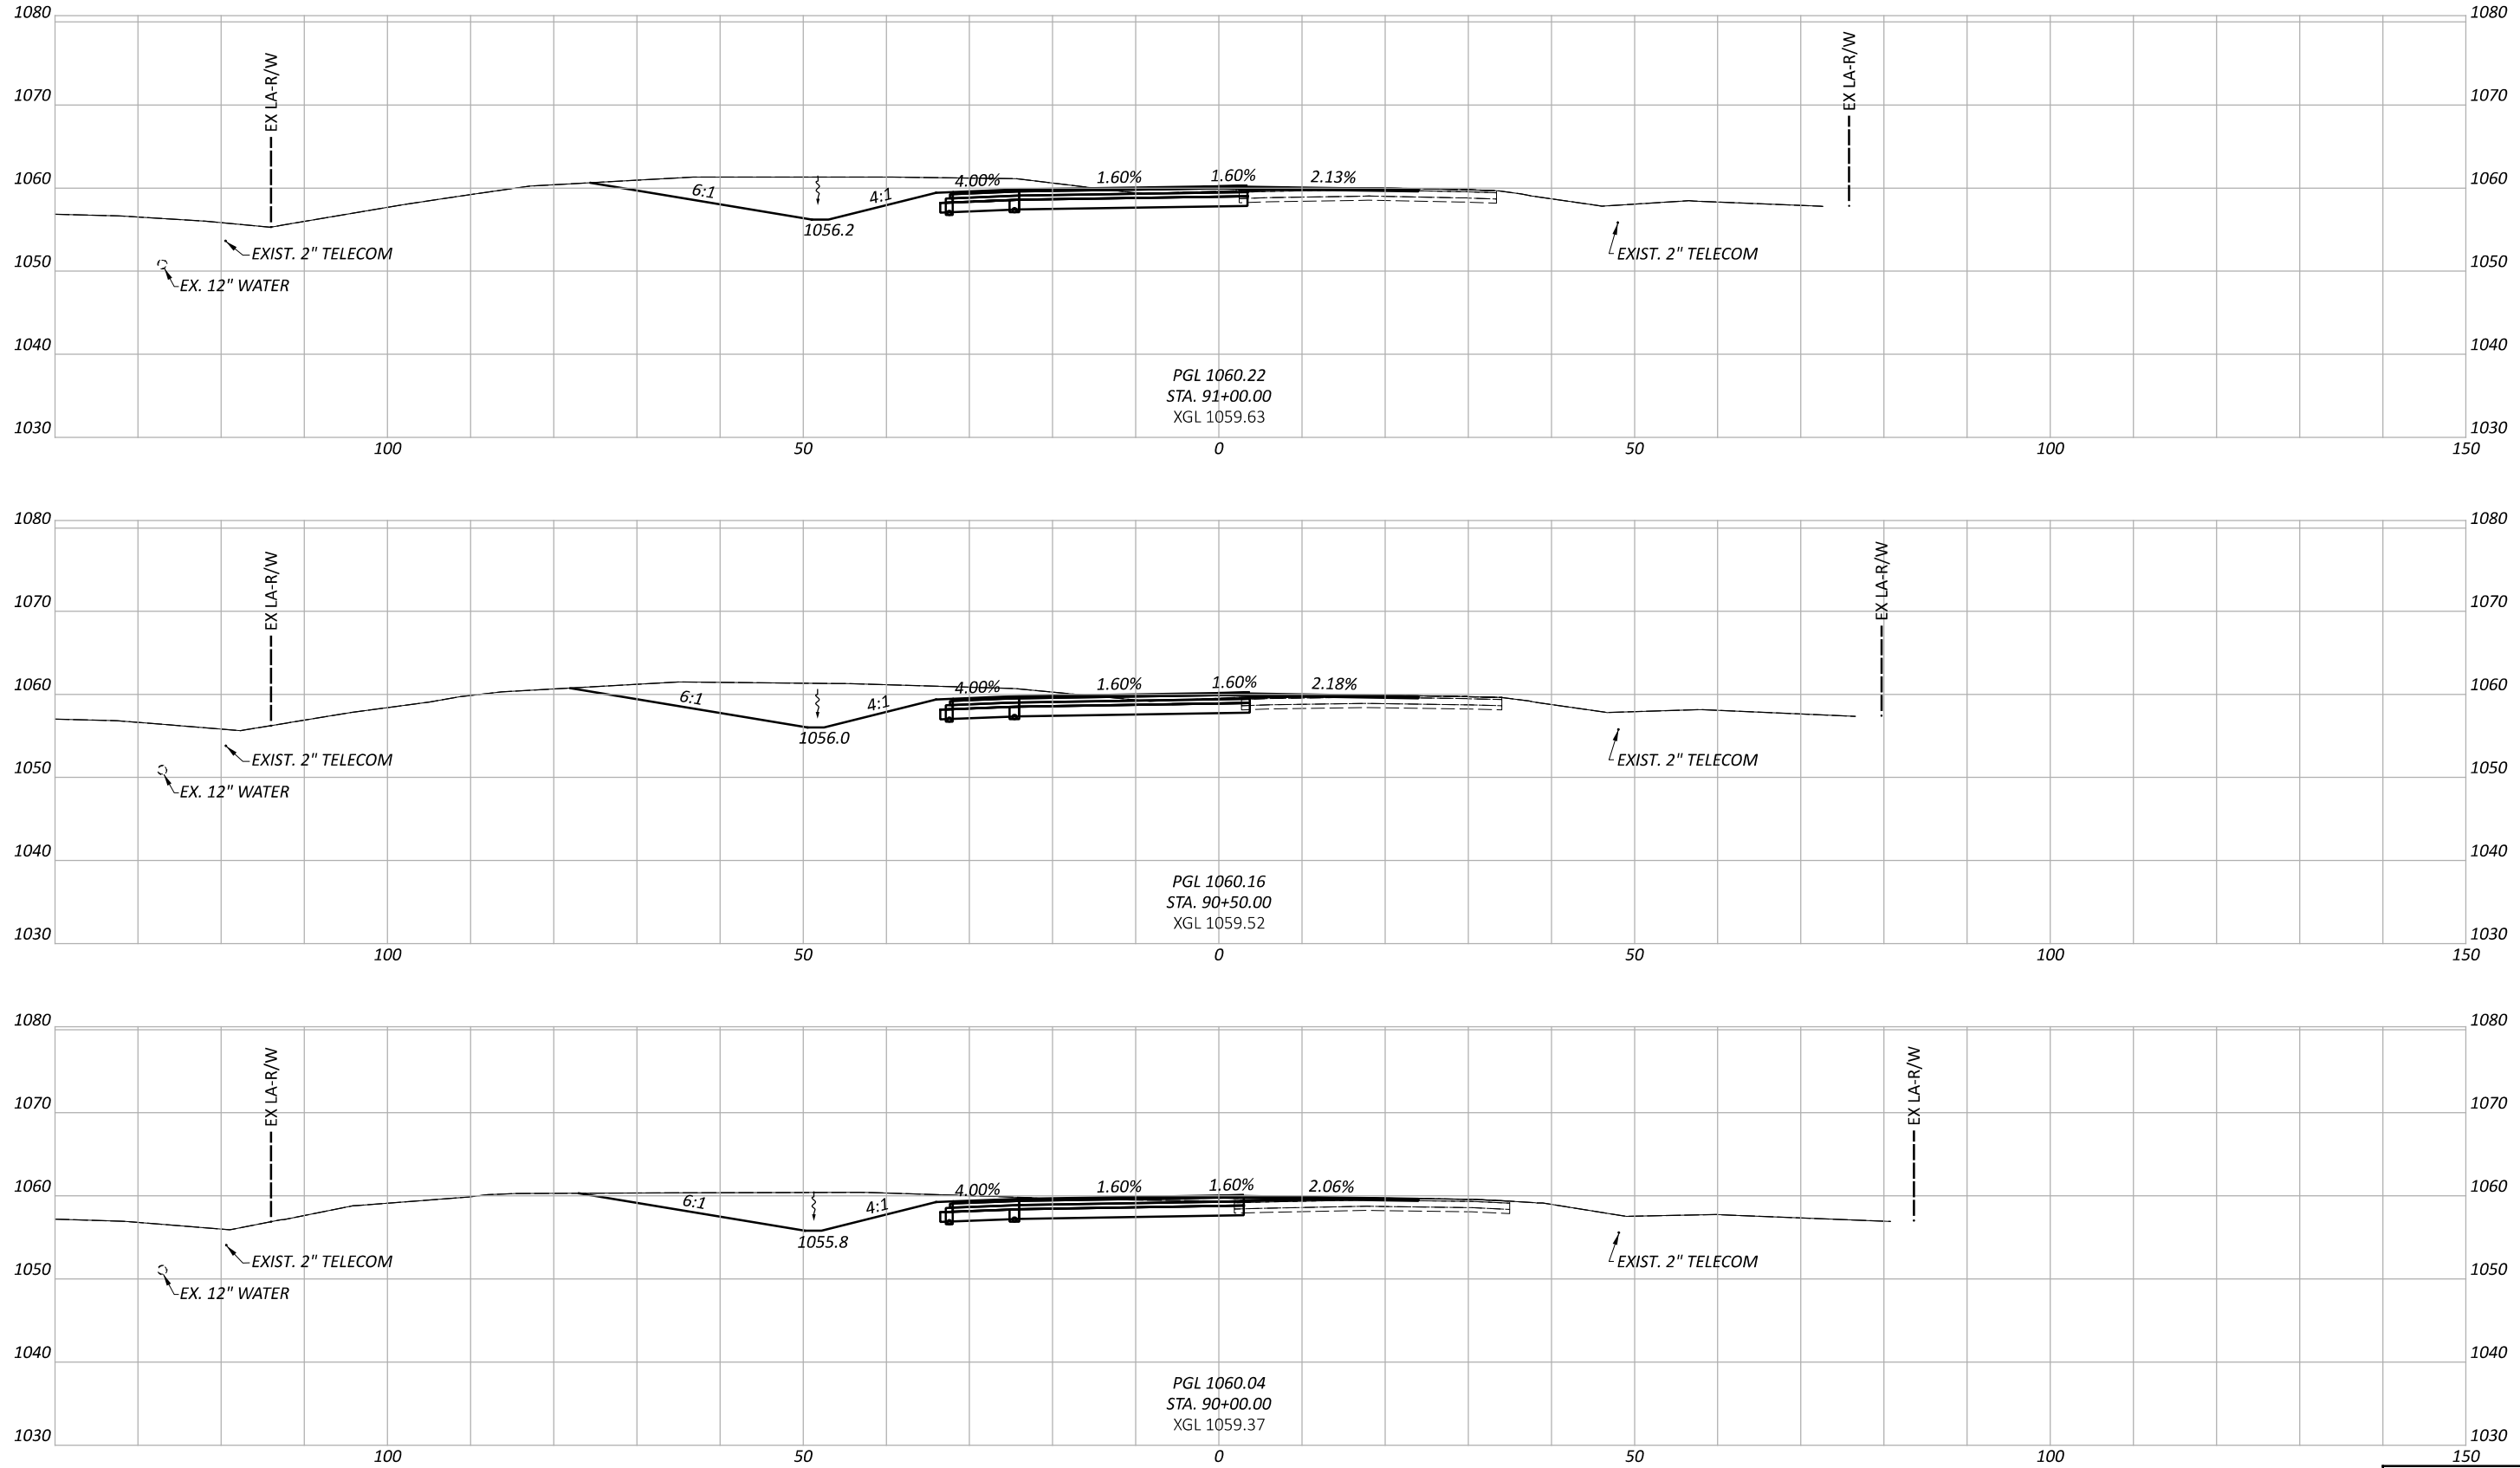 1080 1080
EX LA-R/W EX LA-R/W
1070 1070
1060 6:1 4:1 4.00% 1.60% 1.60% 2.13% 1060
1056.2
EXIST. 2" TELECOM EXIST. 2" TELECOM
1050 1050
EX. 12" WATER
1040 1040
PGL 1060.22
STA. 91+00.00
XGL 1059.63
1030 1030
100 50 0 50 100 150
1080 1080
EX LA-R/W EX LA-R/W
1070 1070
1060 6:1 4:1 4.00% 1.60% 1.60% 2.18% 1060
1056.0
EXIST. 2" TELECOM EXIST. 2" TELECOM
1050 1050
EX. 12" WATER
1040 1040
PGL 1060.16
STA. 90+50.00
XGL 1059.52
1030 1030
100 50 0 50 100 150
1080 1080
EX LA-R/W EX LA-R/W
1070 1070
1060 6:1 4:1 4.00% 1.60% 1.60% 2.06% 1060
1055.8
EXIST. 2" TELECOM EXIST. 2" TELECOM
1050 1050
EX. 12" WATER
1040 1040
PGL 1060.04
STA. 90+00.00
XGL 1059.37
1030 1030
100 50 0 50 100 150